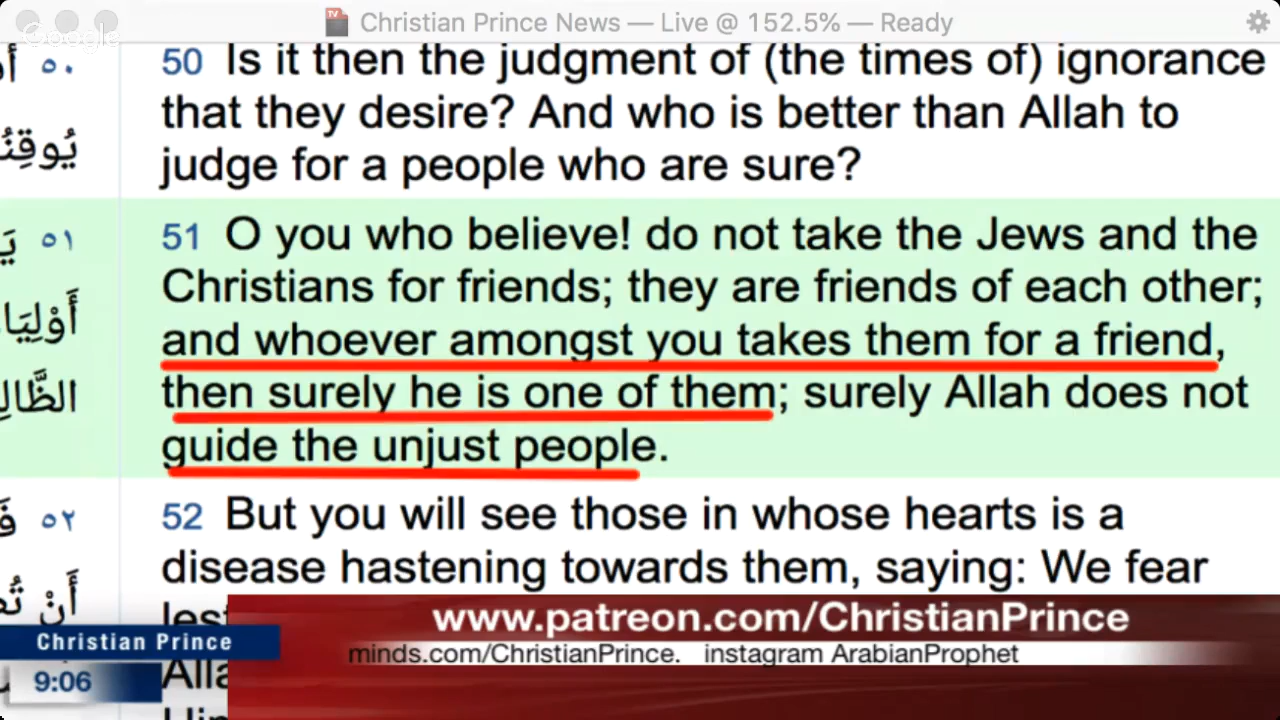 Christian Prince News — Live @ 152.5% — Ready
Google
50 Is it then the judgment of (the times of) ignorance
that they desire? And who is better than Allah to
judge for a people who are sure?
51 O you who believe! do not take the Jews and the
Christians for friends; they are friends of each other;
and whoever amongst you takes them for a friend,
then surely he is one of them; surely Allah does not
guide the unjust people.
52 But you will see those in whose hearts is a
disease hastening towards them, saying: We fear
٥٠
٥١
٥٢
www.patreon.com/ChristianPrince
Christian Prince
minds.com/ChristianPrince. instagram ArabianProphet
9:06